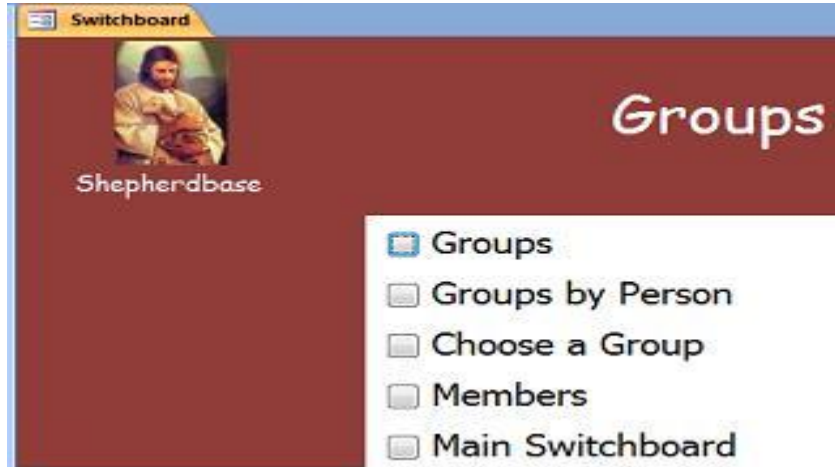 Switchboard
Groups
Shepherdbase
Groups
Groups by Person
Choose a Group
Members
Main Switchboard